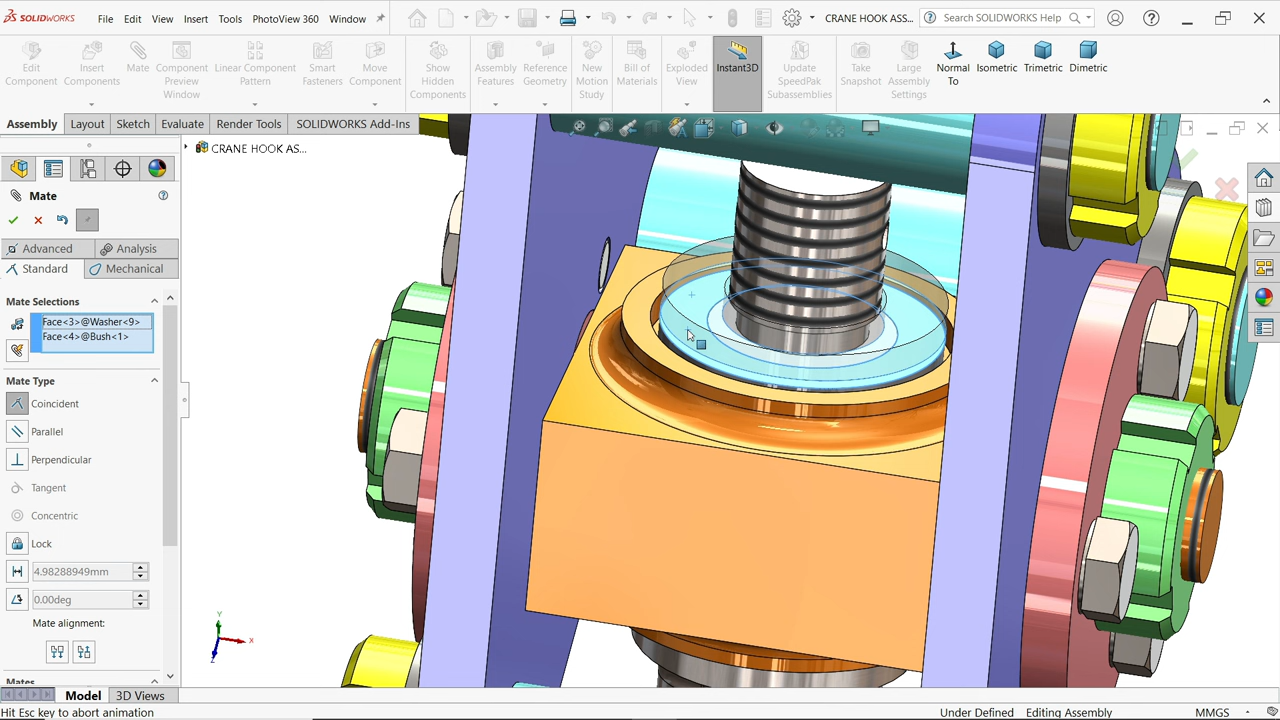 SOLIDWORKS
File Edit View Insert Tools PhotoView 360 Window
CRANE HOOK ASS...
Search SOLIDWORKS Help
Edit Component
Insert Components
Mate
Component Preview Window
Linear Component Pattern
Smart Fasteners
Move Component
Show Hidden Components
Assembly Features
Reference Geometry
New Motion Study
Bill of Materials
Exploded View
Instant3D
Update SpeedPak Subassemblies
Take Snapshot
Large Assembly Settings
Normal To
Isometric
Trimetric
Dimetric
Assembly Layout Sketch Evaluate Render Tools SOLIDWORKS Add-Ins
CRANE HOOK AS...
Mate
Advanced Analysis
Standard Mechanical
Mate Selections
Face<3>@Washer<9>
Face<4>@Bush<1>
Mate Type
Coincident
Parallel
Perpendicular
Tangent
Concentric
Lock
4.98288949mm
0.00deg
Mate alignment:
Mates
Y
X
Z
Model 3D Views
Hit Esc key to abort animation
Under Defined Editing Assembly MMGS